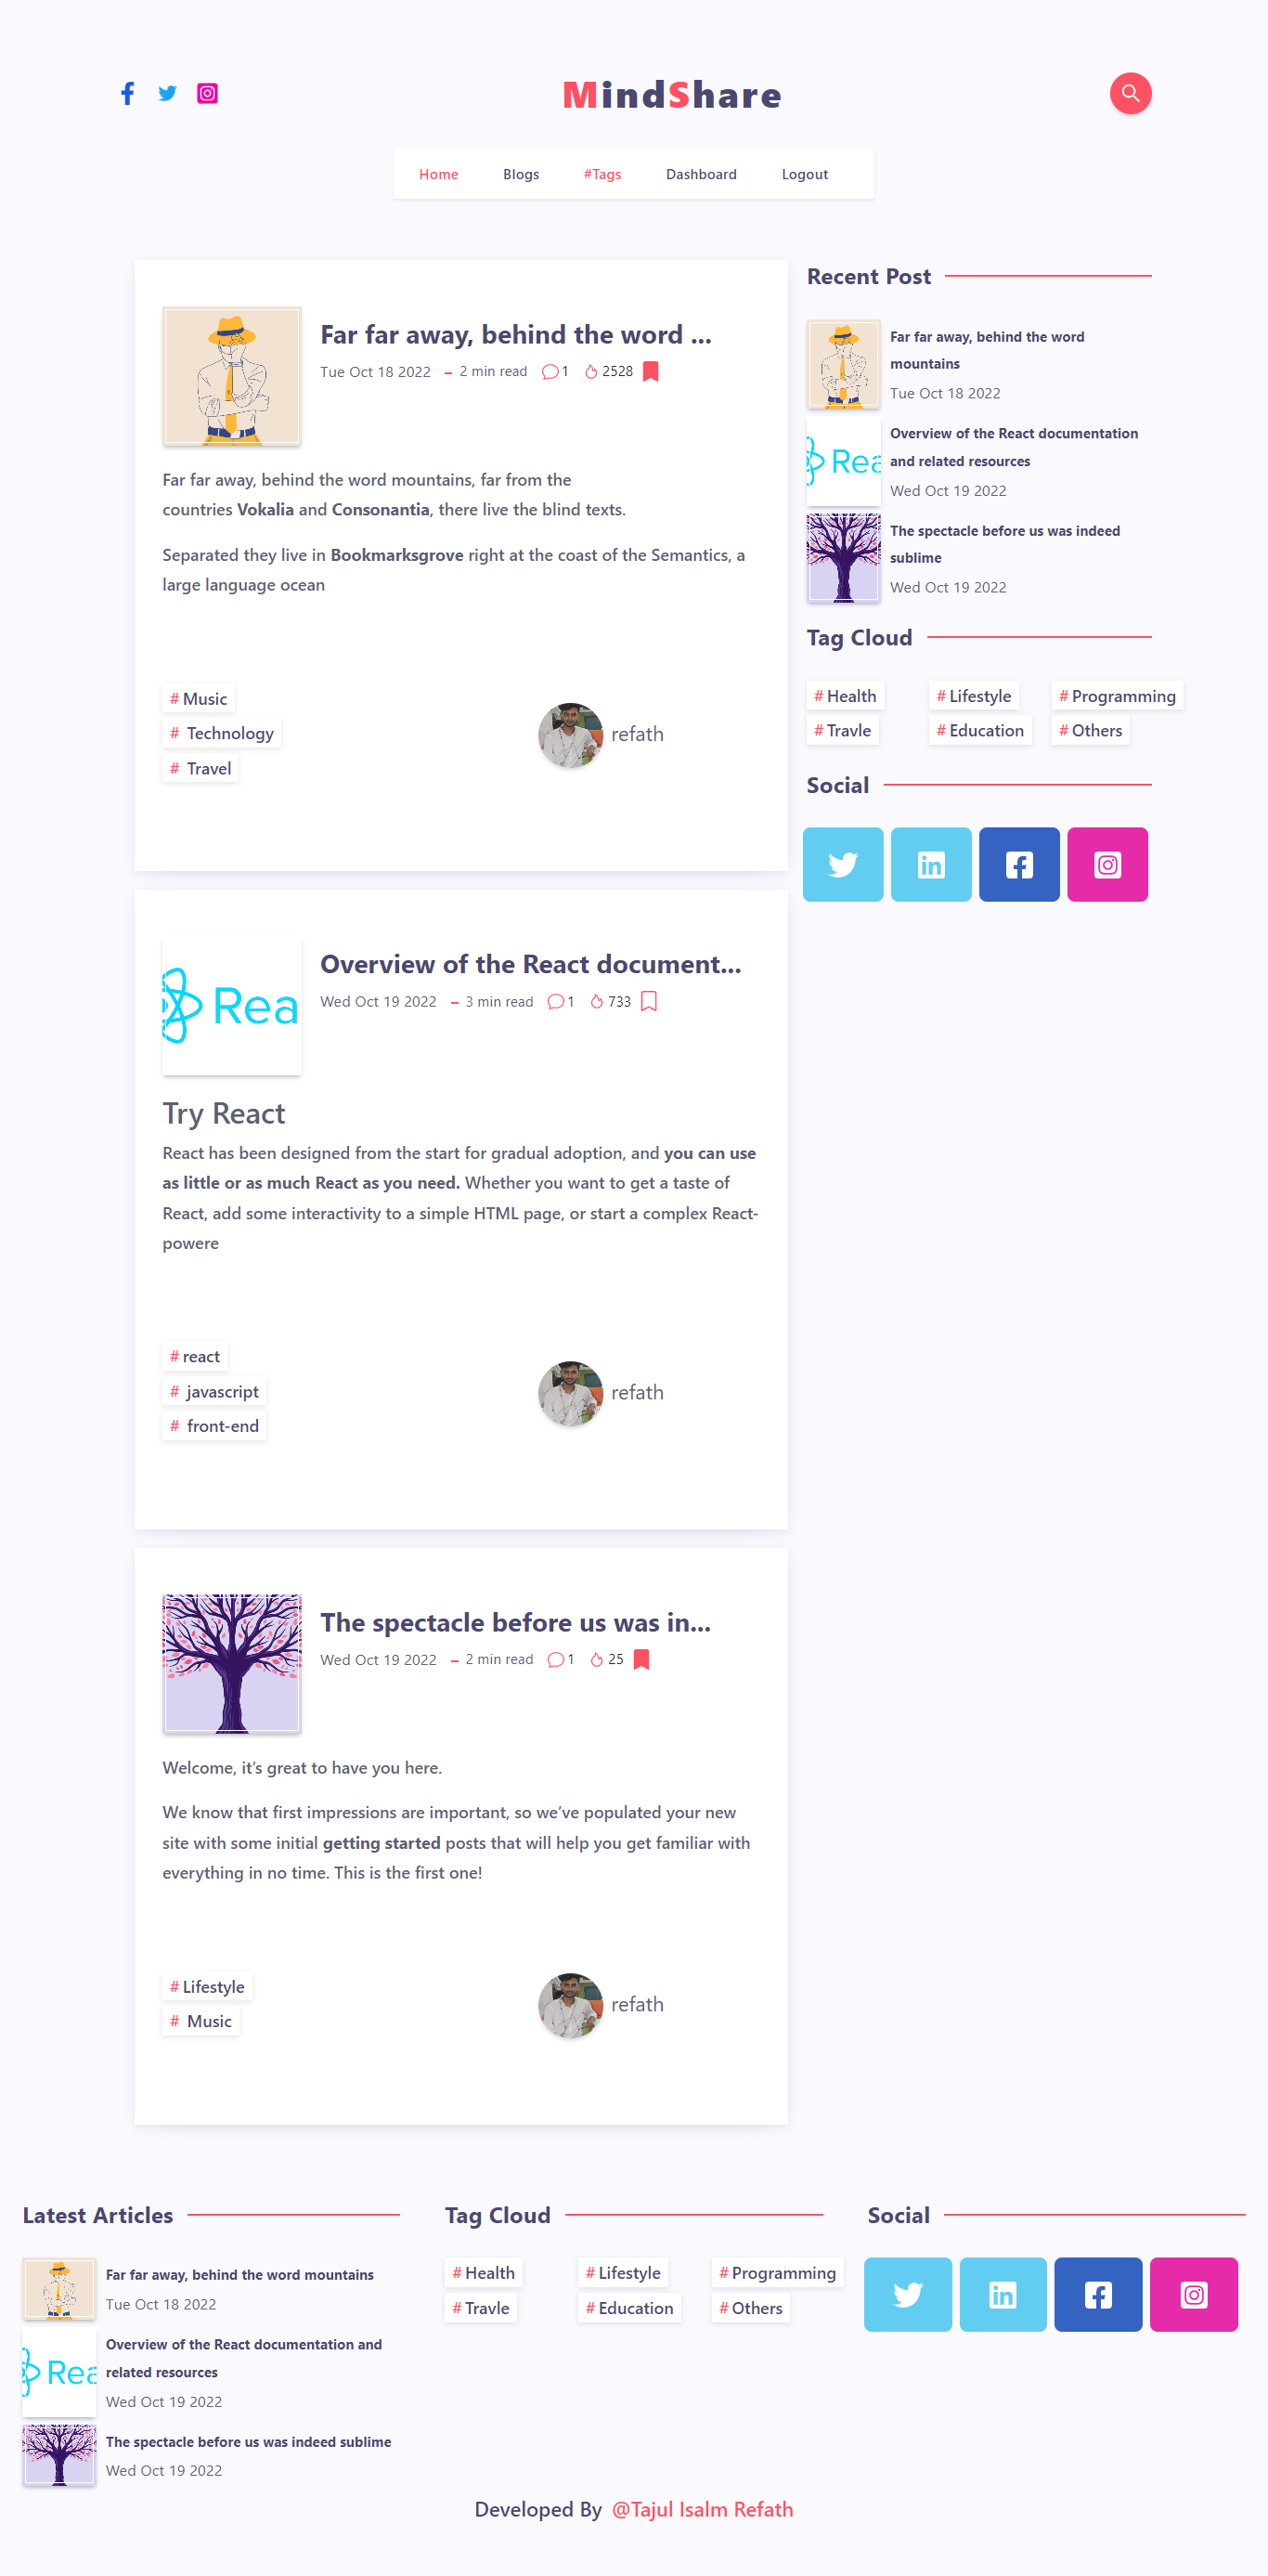 MindShare
Home Blogs #Tags Dashboard Logout
Far far away, behind the word ...
Tue Oct 18 2022 – 2 min read 1 2528
Far far away, behind the word mountains, far from the
countries Vokalia and Consonantia, there live the blind texts.
Separated they live in Bookmarksgrove right at the coast of the Semantics, a
large language ocean
# Music
# Technology
# Travel
refath
Rea
Overview of the React document...
Wed Oct 19 2022 – 3 min read 1 733
Try React
React has been designed from the start for gradual adoption, and you can use
as little or as much React as you need. Whether you want to get a taste of
React, add some interactivity to a simple HTML page, or start a complex React-
powere
# react
# javascript
# front-end
refath
The spectacle before us was in...
Wed Oct 19 2022 – 2 min read 1 25
Welcome, it’s great to have you here.
We know that first impressions are important, so we’ve populated your new
site with some initial getting started posts that will help you get familiar with
everything in no time. This is the first one!
# Lifestyle
# Music
refath
Recent Post
Far far away, behind the word
mountains
Tue Oct 18 2022
Rea
Overview of the React documentation
and related resources
Wed Oct 19 2022
The spectacle before us was indeed
sublime
Wed Oct 19 2022
Tag Cloud
# Health # Lifestyle # Programming
# Travle # Education # Others
Social
Latest Articles
Far far away, behind the word mountains
Tue Oct 18 2022
Rea
Overview of the React documentation and
related resources
Wed Oct 19 2022
The spectacle before us was indeed sublime
Wed Oct 19 2022
Tag Cloud
# Health # Lifestyle # Programming
# Travle # Education # Others
Social
Developed By @Tajul Isalm Refath